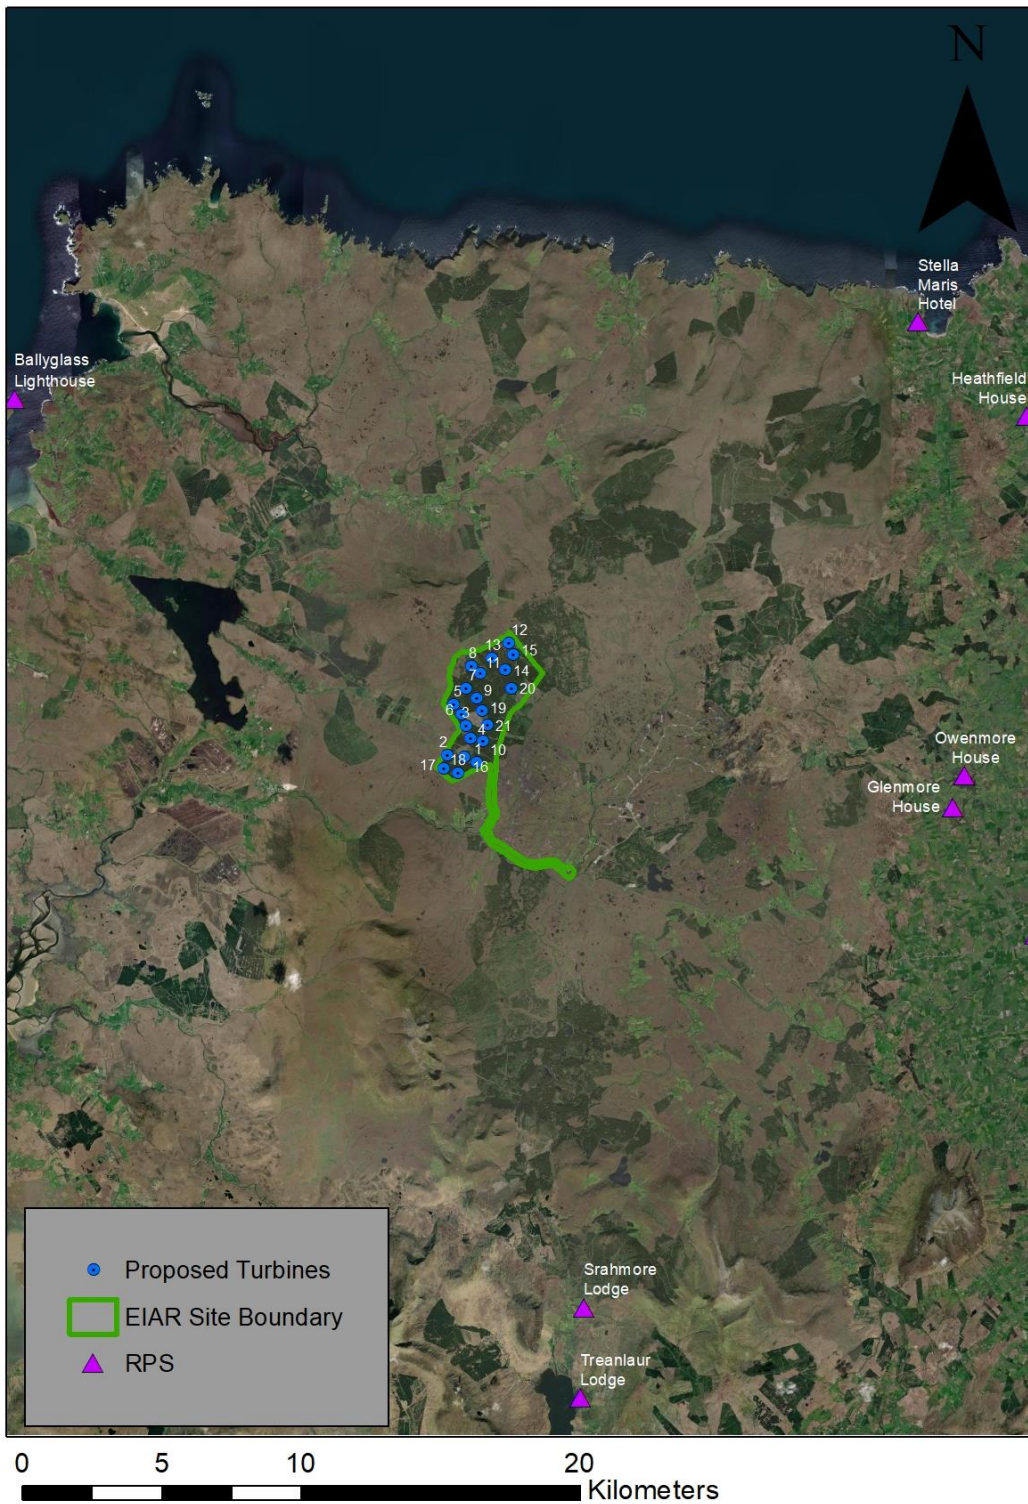 N
Stella
Maris
Hotel
Ballyglass
Lighthouse
Heathfield
House
12
13
15
8
11
7
14
5
20
9
6
3
19
21
4
2
1
10
17
18
16
Owenmore
House
Glenmore
House
Srahmore
Lodge
Treanlaur
Lodge
Proposed Turbines
EIAR Site Boundary
RPS
0 5 10 20
Kilometers